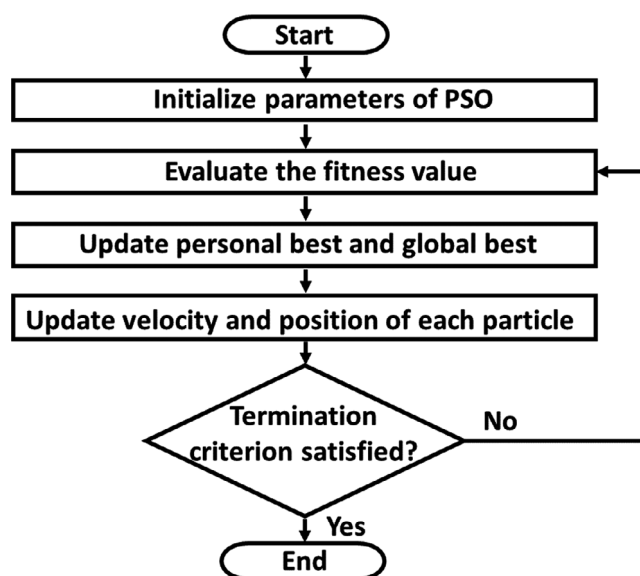 Start
Initialize parameters of PSO
Evaluate the fitness value
Update personal best and global best
Update velocity and position of each particle
Termination
criterion satisfied?
No
Yes
End